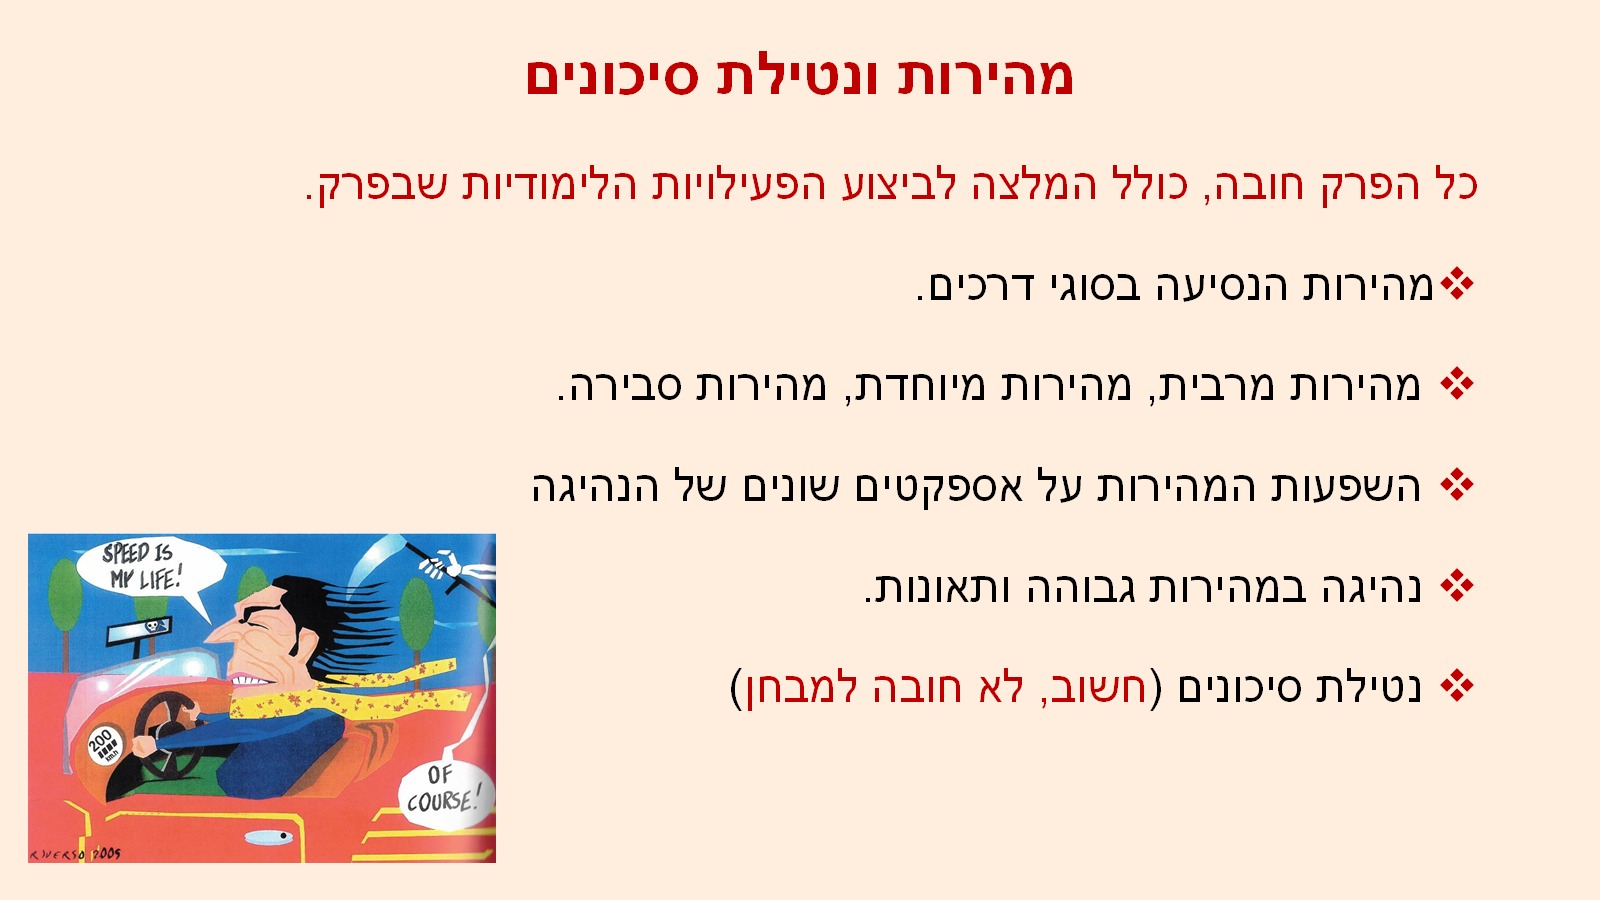 מהירות ונטילת סיכונים
כל הפרק חובה, כולל המלצה לביצוע הפעילויות הלימודיות שבפרק.
❖מהירות הנסיעה בסוגי דרכים.
❖ מהירות מרבית, מהירות מיוחדת, מהירות סבירה.
❖ השפעות המהירות על אספקטים שונים של הנהיגה
❖ נהיגה במהירות גבוהה ותאונות.
❖ נטילת סיכונים (חשוב, לא חובה למבחן)
SPEED IS
MY LIFE!
200
km/h
OF
COURSE!
RIVERSO 2005